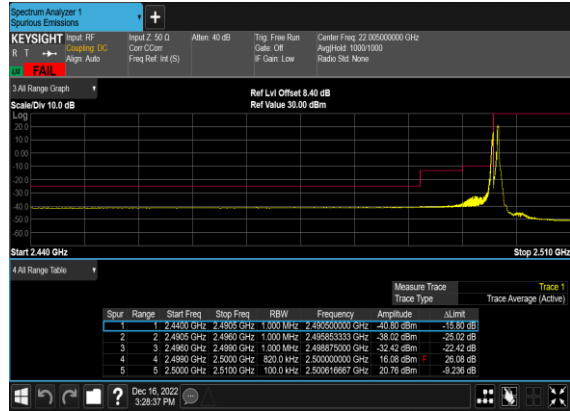 Spectrum Analyzer 1
Spurious Emissions
KEYSIGHT Input: RF Input Z: 50 Ω Atten: 40 dB Trig: Free Run Center Freq: 22.005000000 GHz
R T Coupling: DC Corr CCorr Gate: Off Avg|Hold: 1000/1000
Align: Auto Freq Ref: Int (S) IF Gain: Low Radio Std: None
FAIL
3 All Range Graph
Ref Lvl Offset 8.40 dB
Scale/Div 10.0 dB Ref Value 30.00 dBm
Log
20.0
10.0
0.00
-10.0
-20.0
-30.0
-40.0
-50.0
-60.0
Start 2.440 GHz Stop 2.510 GHz
4 All Range Table
Measure Trace Trace 1
Trace Type Trace Average (Active)
Spur Range Start Freq Stop Freq RBW Frequency Amplitude ΔLimit
1 1 2.4400 GHz 2.4905 GHz 1.000 MHz 2.490500000 GHz -40.80 dBm -15.80 dB
2 2 2.4905 GHz 2.4960 GHz 1.000 MHz 2.495853333 GHz -38.02 dBm -25.02 dB
3 3 2.4960 GHz 2.4990 GHz 1.000 MHz 2.498875000 GHz -32.42 dBm -22.42 dB
4 4 2.4990 GHz 2.5000 GHz 820.0 kHz 2.500000000 GHz 16.08 dBm F 26.08 dB
5 5 2.5000 GHz 2.5100 GHz 100.0 kHz 2.500616667 GHz 20.76 dBm -9.236 dB
Dec 16, 2022
3:28:37 PM